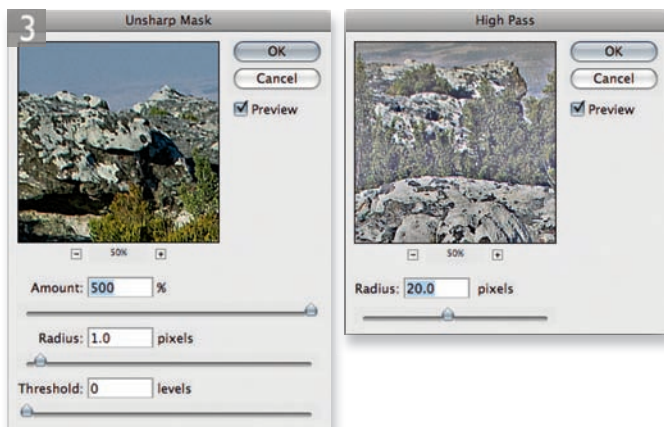 3
Unsharp Mask
OK
Cancel
Preview
50%
Amount: 500 %
Radius: 1.0 pixels
Threshold: 0 levels
High Pass
OK
Cancel
Preview
50%
Radius: 20.0 pixels